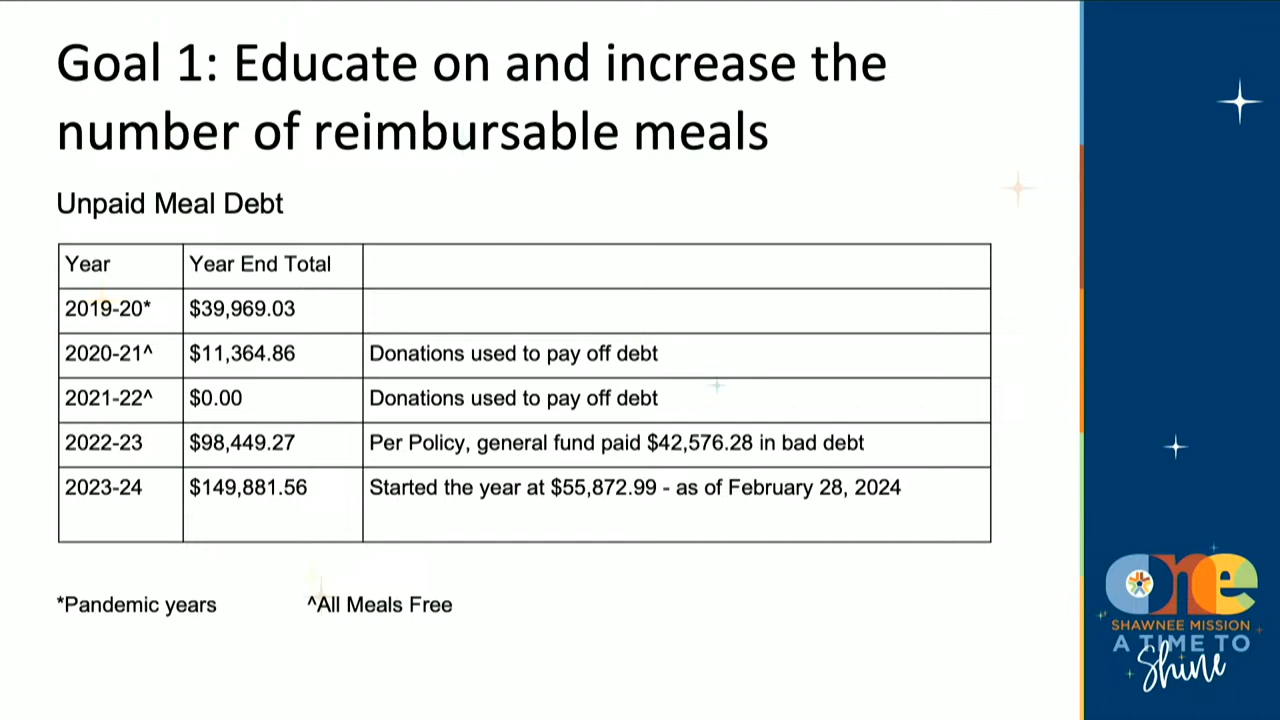 Goal 1: Educate on and increase the
number of reimbursable meals
Unpaid Meal Debt
Year Year End Total
2019-20* $39,969.03
2020-21^ $11,364.86 Donations used to pay off debt
2021-22^ $0.00 Donations used to pay off debt
2022-23 $98,449.27 Per Policy, general fund paid $42,576.28 in bad debt
2023-24 $149,881.56 Started the year at $55,872.99 - as of February 28, 2024
*Pandemic years ^All Meals Free
one
SHAWNEE MISSION
A TIME TO
Shine